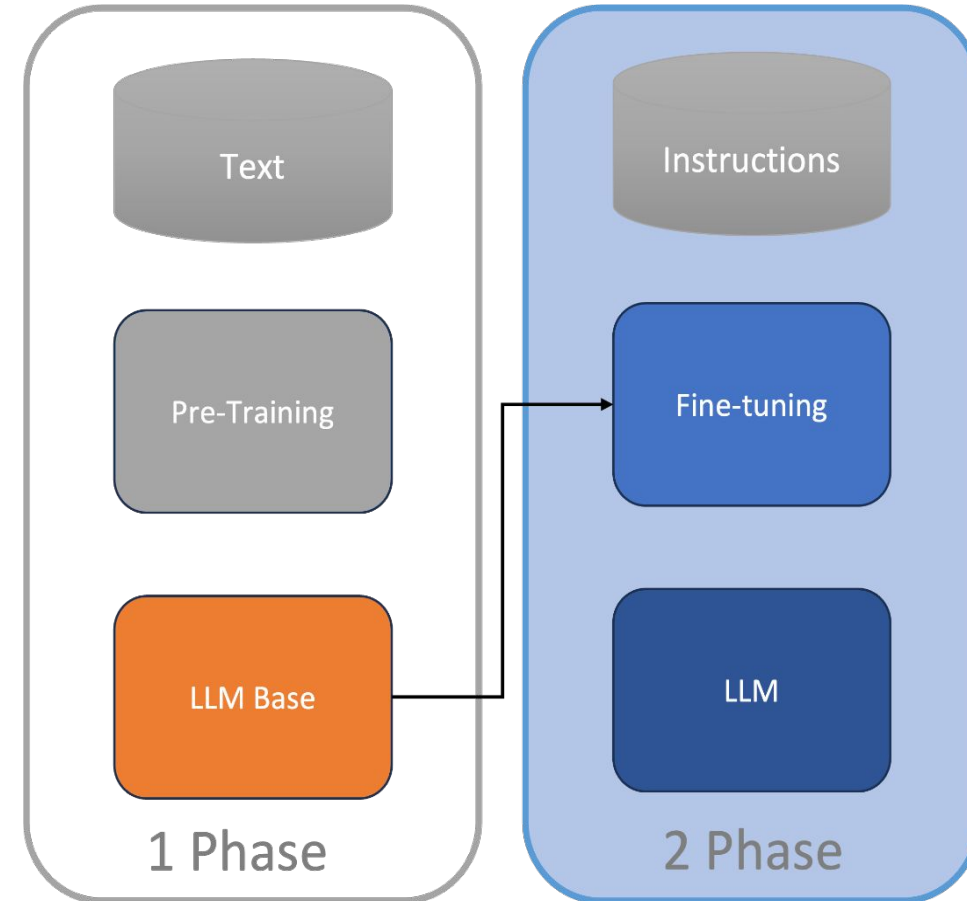 Text
Pre-Training
LLM Base
1 Phase
Instructions
Fine-tuning
LLM
2 Phase